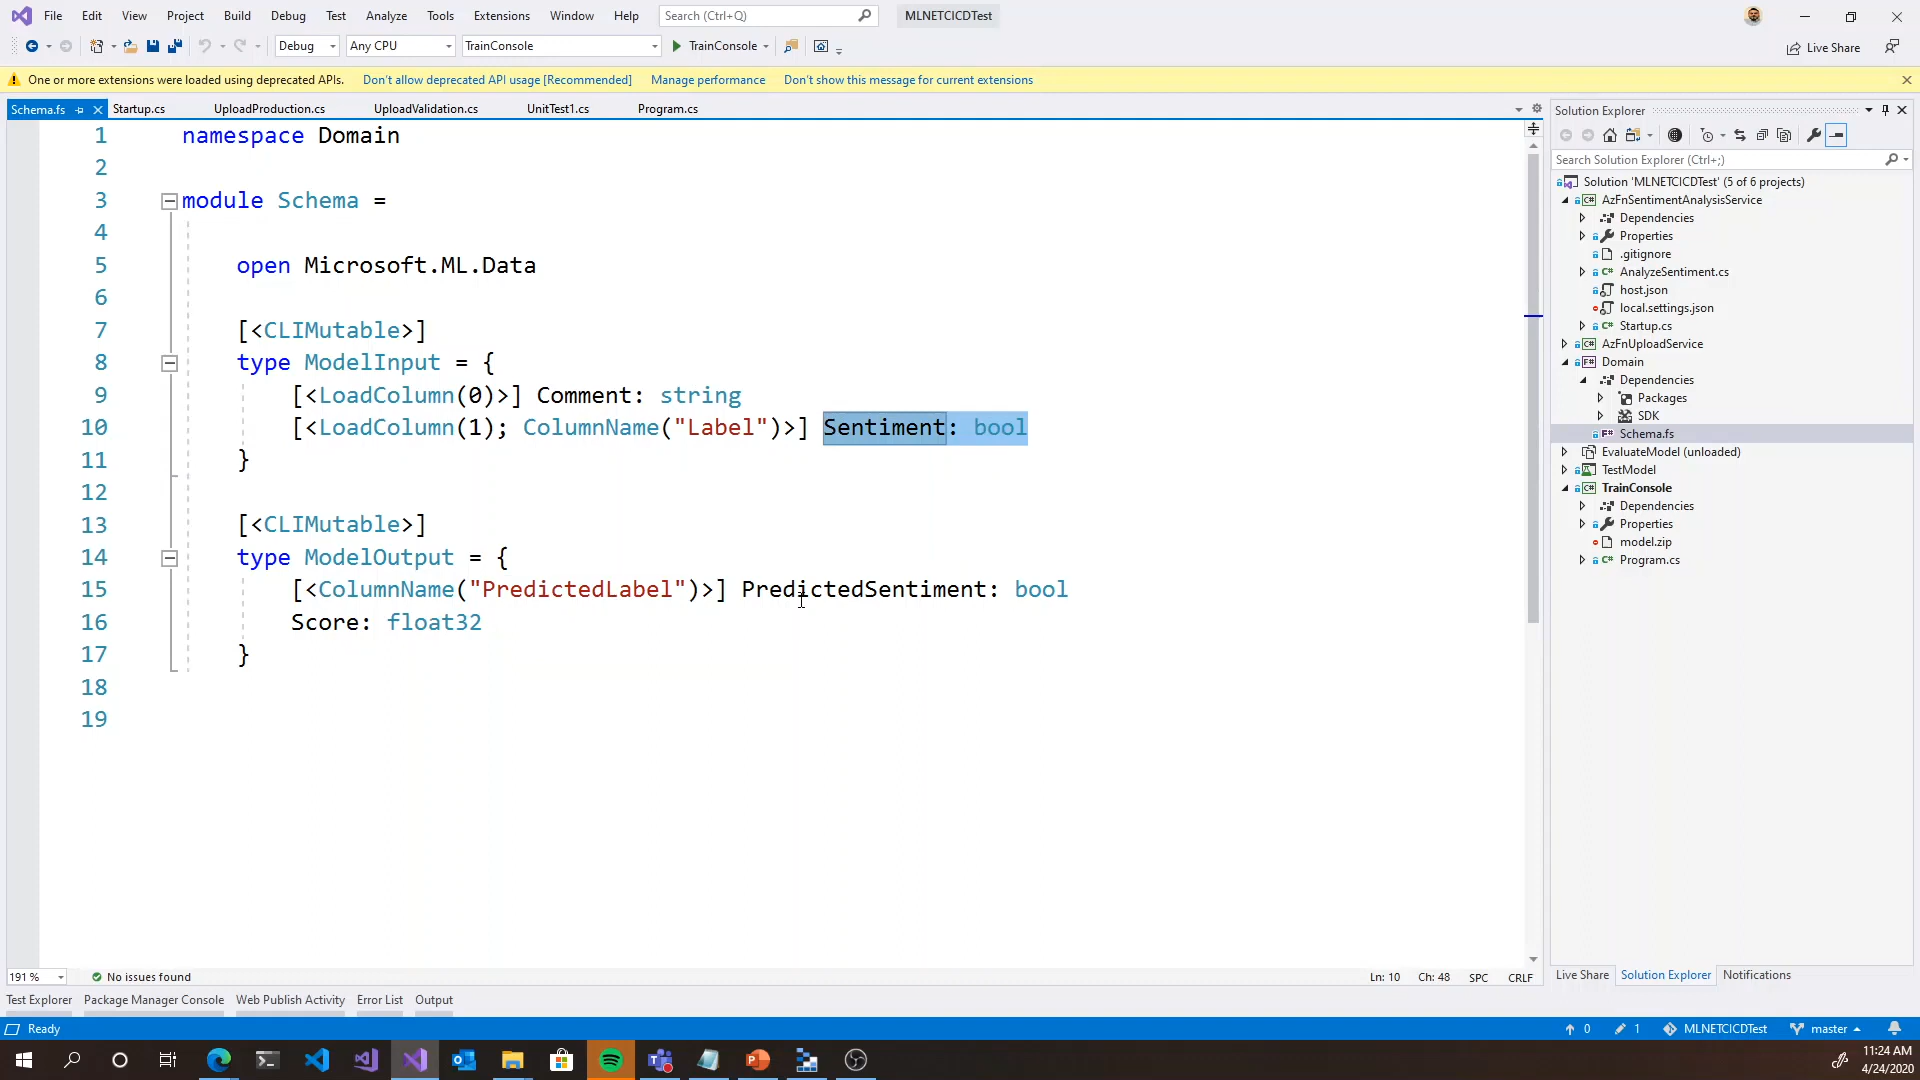 File Edit View Project Build Debug Test Analyze Tools Extensions Window Help Search (Ctrl+Q) MLNETCICDTest
Debug Any CPU TrainConsole TrainConsole Live Share
One or more extensions were loaded using deprecated APIs. Don't allow deprecated API usage [Recommended] Manage performance Don't show this message for current extensions
Schema.fs Startup.cs UploadProduction.cs UploadValidation.cs UnitTest1.cs Program.cs
1 namespace Domain
2
3 module Schema =
4
5 open Microsoft.ML.Data
6
7 [<CLIMutable>]
8 type ModelInput = {
9 [<LoadColumn(0)>] Comment: string
10 [<LoadColumn(1); ColumnName("Label")>] Sentiment: bool
11 }
12
13 [<CLIMutable>]
14 type ModelOutput = {
15 [<ColumnName("PredictedLabel")>] PredictedSentiment: bool
16 Score: float32
17 }
18
19
191 % No issues found Ln: 10 Ch: 48 SPC CRLF
Solution Explorer
Search Solution Explorer (Ctrl+;)
Solution 'MLNETCICDTest' (5 of 6 projects)
C# AzFnSentimentAnalysisService
Dependencies
Properties
.gitignore
C# AnalyzeSentiment.cs
host.json
local.settings.json
C# Startup.cs
C# AzFnUploadService
F# Domain
Dependencies
Packages
SDK
F# Schema.fs
EvaluateModel (unloaded)
TestModel
C# TrainConsole
Dependencies
Properties
model.zip
C# Program.cs
Live Share Solution Explorer Notifications
Test Explorer Package Manager Console Web Publish Activity Error List Output
Ready 0 1 MLNETCICDTest master
11:24 AM
4/24/2020